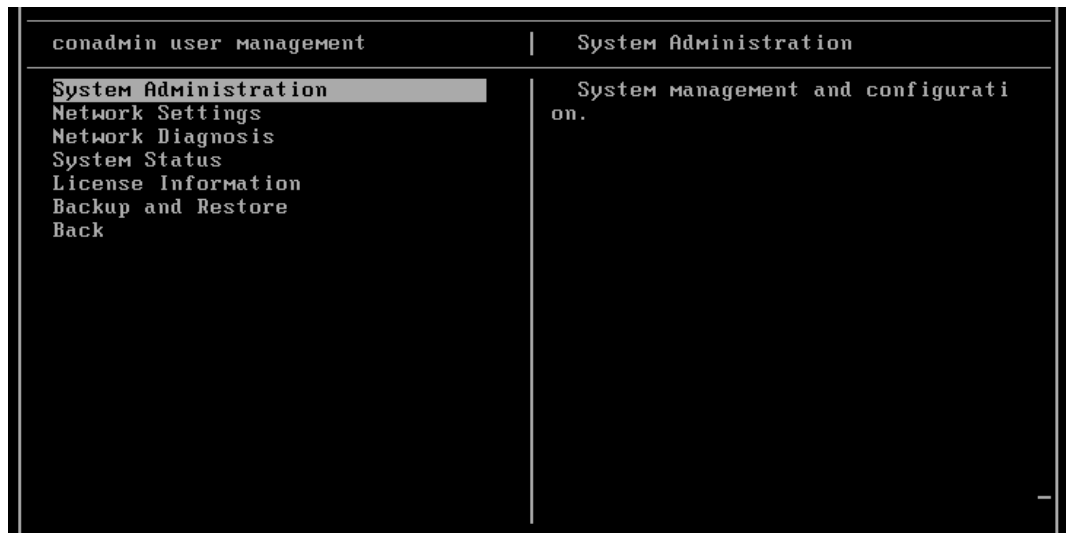 conadmin user management | System Administration
System Administration
Network Settings
Network Diagnosis
System Status
License Information
Backup and Restore
Back
System management and configurati
on.